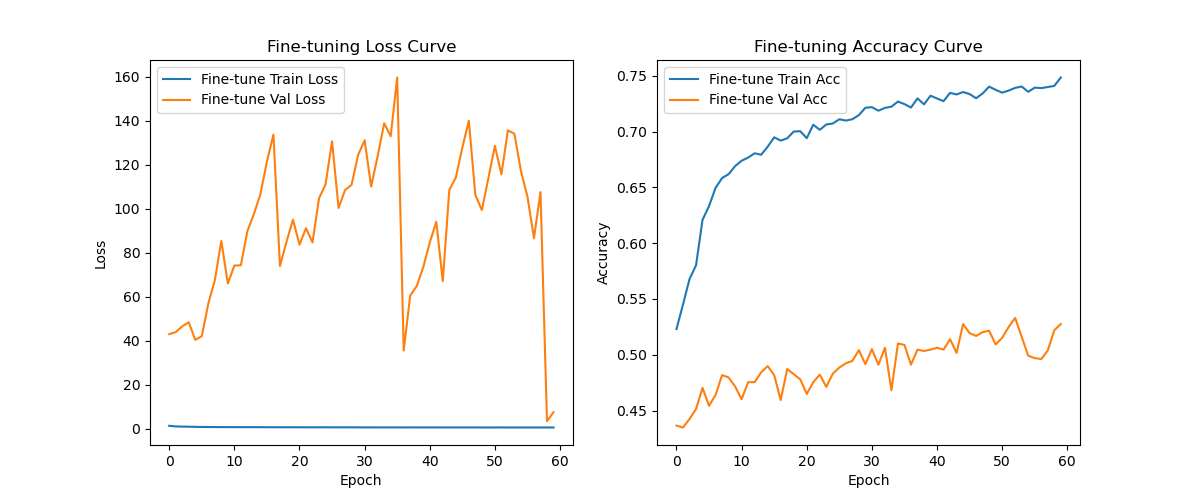 Fine-tuning Loss Curve
Fine-tune Train Loss
Fine-tune Val Loss
160
140
120
100
80
60
40
20
0
Loss
0 10 20 30 40 50 60
Epoch
Fine-tuning Accuracy Curve
Fine-tune Train Acc
Fine-tune Val Acc
0.75
0.70
0.65
0.60
0.55
0.50
0.45
Accuracy
0 10 20 30 40 50 60
Epoch